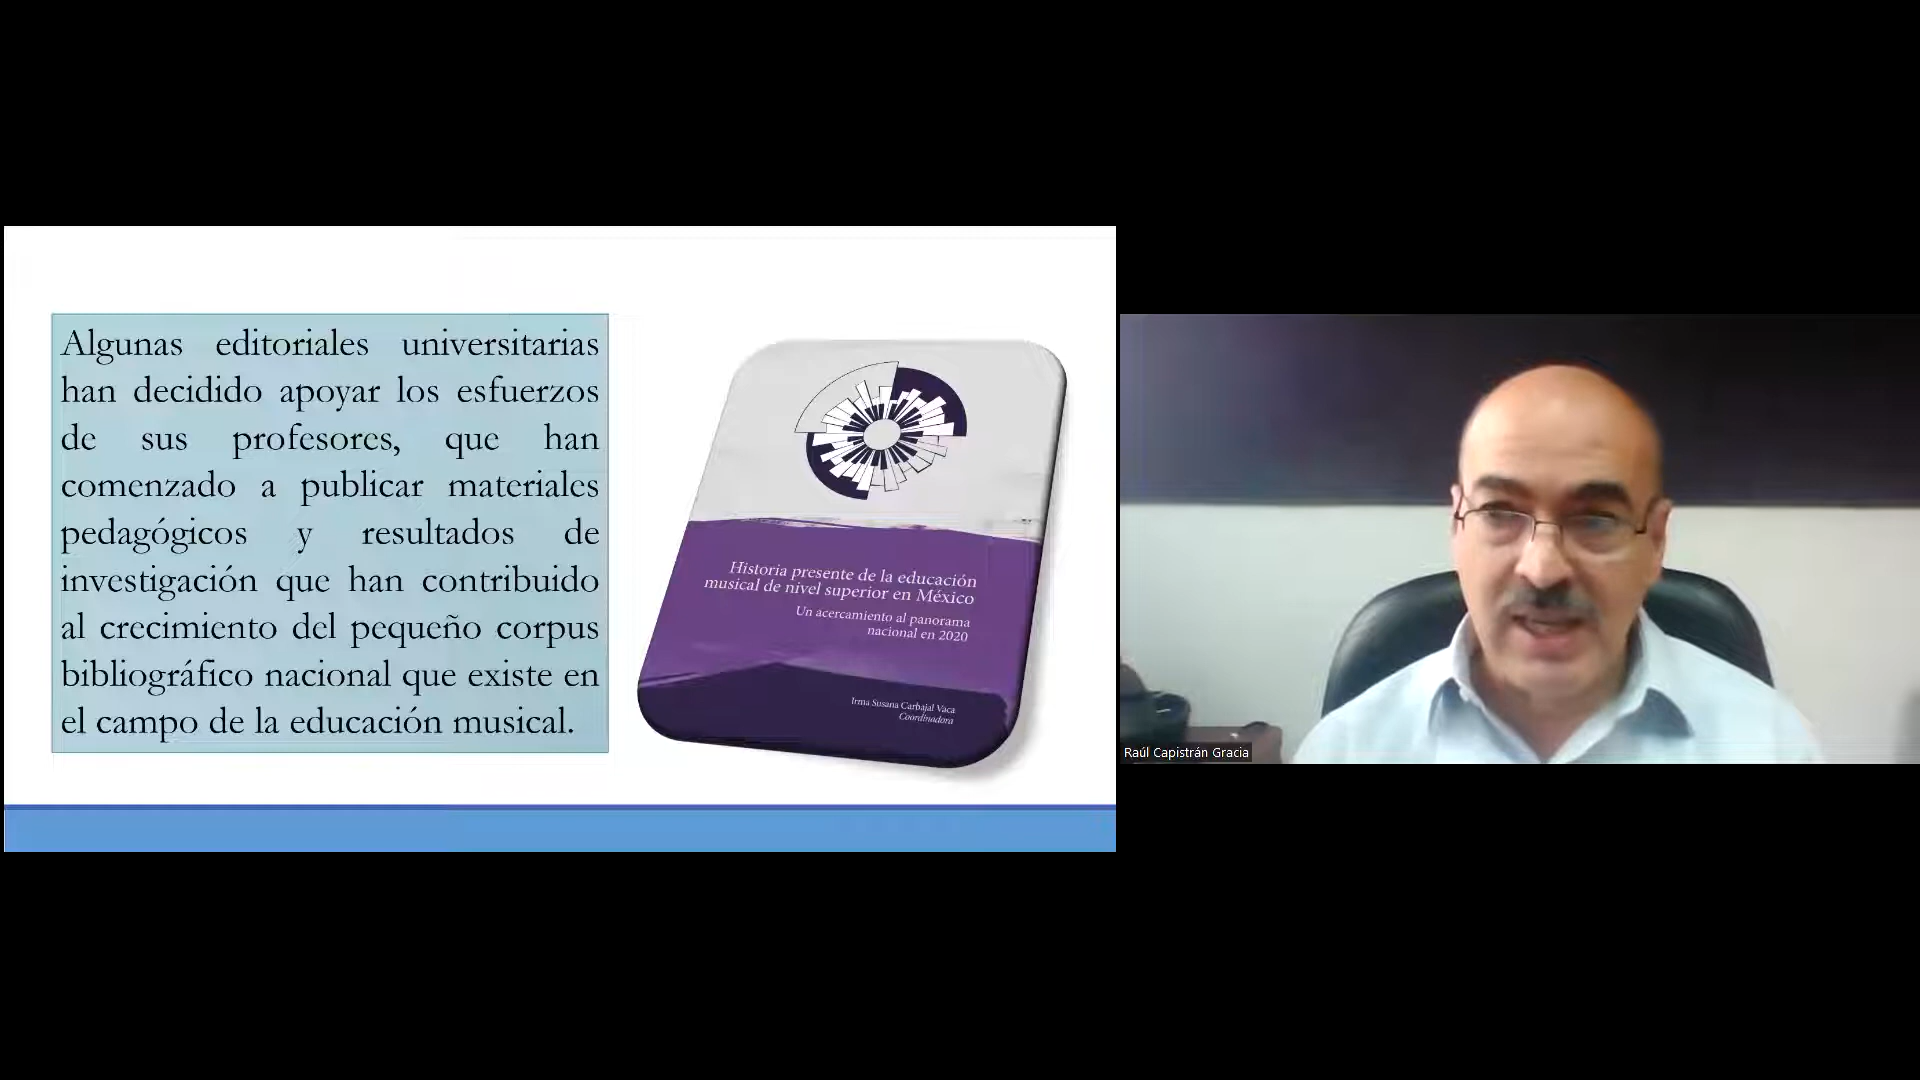 Algunas editoriales universitarias
han decidido apoyar los esfuerzos
de sus profesores, que han
comenzado a publicar materiales
pedagógicos y resultados de
investigación que han contribuido
al crecimiento del pequeño corpus
bibliográfico nacional que existe en
el campo de la educación musical.
Historia presente de la educación
musical de nivel superior en México
Un acercamiento al panorama
nacional en 2020
Irma Susana Carbajal Vaca
Coordinadora
Raúl Capistrán Gracia